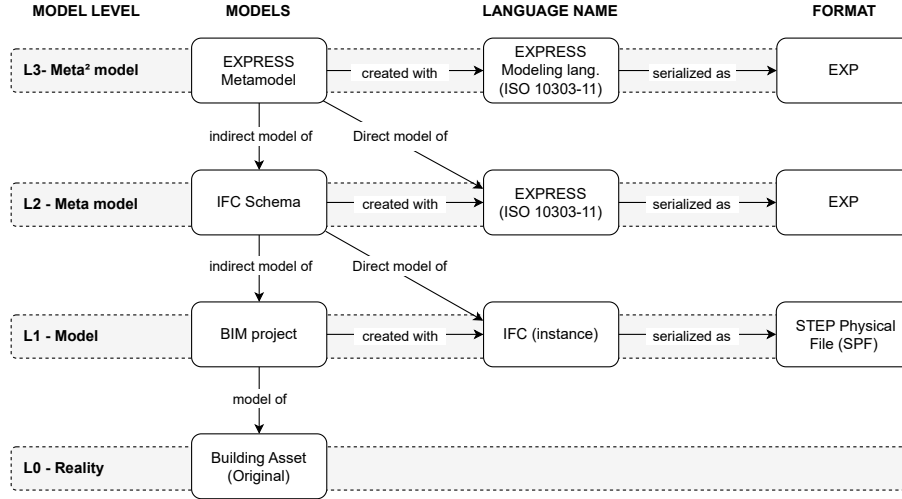 MODEL LEVEL
MODELS
LANGUAGE NAME
FORMAT
L3- Meta² model
EXPRESS
Metamodel
created with
EXPRESS
Modeling lang.
(ISO 10303-11)
serialized as
EXP
indirect model of
Direct model of
L2 - Meta model
IFC Schema
created with
EXPRESS
(ISO 10303-11)
serialized as
EXP
indirect model of
Direct model of
L1 - Model
BIM project
created with
IFC (instance)
serialized as
STEP Physical
File (SPF)
model of
L0 - Reality
Building Asset
(Original)